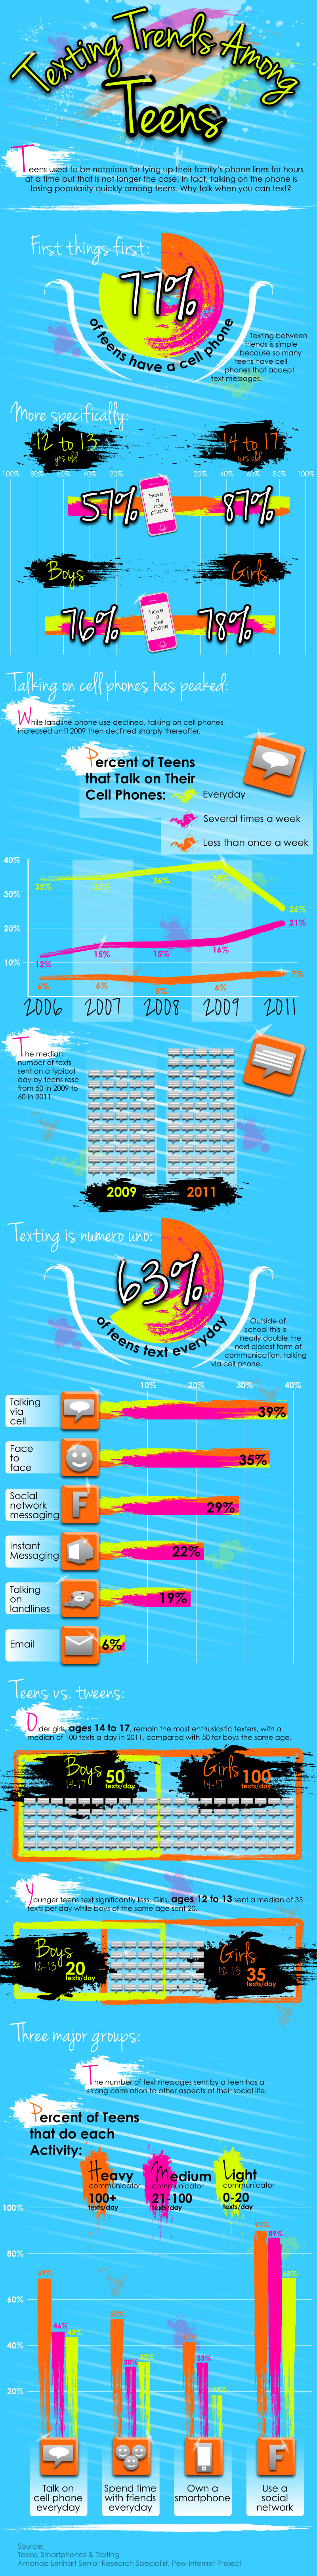 Texting Trends Among
Teens
Teens used to be notorious for tying up their family's phone lines for hours
at a time but that is not longer the case. In fact, talking on the phone is
losing popularity quickly among teens. Why talk when you can text?
First things first:
77%
of teens have a cell phone
Texting between
friends is simple
because so many
teens have cell
phones that accept
text messages.
More specifically:
12 to 13
yrs old
14 to 17
yrs old
100% 80% 60% 40% 20% 20% 40% 60% 80% 100%
57%
Have
a
cell
phone
87%
Boys
Girls
76%
Have
a
cell
phone
78%
Talking on cell phones has peaked:
While landline phone use declined, talking on cell phones
increased until 2009 then declined sharply thereafter.
Percent of Teens
that Talk on Their
Cell Phones:
Everyday
Several times a week
Less than once a week
40%
30%
20%
10%
35%
36%
26%
12%
15%
15%
16%
21%
6%
6%
5%
6%
7%
2006 2007 2008 2009 2011
The median
number of texts
sent on a typical
day by teens rose
from 50 in 2009 to
60 in 2011.
2009
2011
Texting is numero uno:
63%
of teens text everyday
Outside of
school this is
nearly double the
next closest form of
communication, talking
via cell phone.
10% 20% 30% 40%
Talking
via
cell
39%
Face
to
face
35%
Social
network
messaging
F
29%
Instant
Messaging
22%
Talking
on
landlines
19%
Email
6%
Teens vs. tweens:
Older girls, ages 14 to 17, remain the most enthusiastic texters, with a
median of 100 texts a day in 2011, compared with 50 for boys the same age.
Boys
14-17
50
texts/day
Girls
14-17
100
texts/day
Younger teens text significantly less. Girls, ages 12 to 13 sent a median of 35
texts per day while boys of the same age sent 20.
Boys
12-13
20
texts/day
Girls
12-13
35
texts/day
Three major groups:
The number of text messages sent by a teen has a
strong correlation to other aspects of their social life.
Percent of Teens
that do each
Activity:
Heavy
communicator
100+
texts/day
Medium
communicator
21-100
texts/day
Light
communicator
0-20
texts/day
100%
80%
60%
40%
20%
69%
46%
43%
30%
33%
92%
89%
68%
F
Talk on
cell phone
everyday
Spend time
with friends
everyday
Own a
smartphone
Use a
social
network
Source:
Teens, Smartphones & Texting
Amanda Lenhart Senior Research Specialist, Pew Internet Project